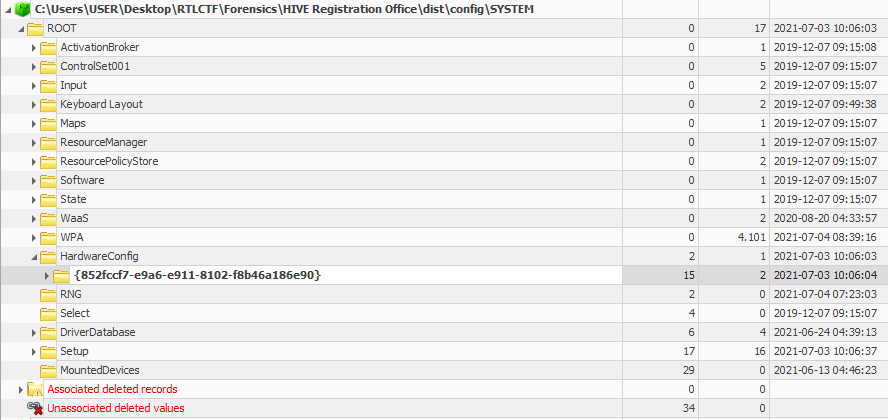 C:\Users\USER\Desktop\RTLCTF\Forensics\HIVE Registration Office\dist\config\SYSTEM
ROOT 0 17 2021-07-03 10:06:03
ActivationBroker 0 1 2019-12-07 09:15:08
ControlSet001 0 5 2019-12-07 09:15:07
Input 0 2 2019-12-07 09:15:07
Keyboard Layout 0 2 2019-12-07 09:49:38
Maps 0 1 2019-12-07 09:15:07
ResourceManager 0 1 2019-12-07 09:15:07
ResourcePolicyStore 0 2 2019-12-07 09:15:07
Software 0 1 2019-12-07 09:15:07
State 0 1 2019-12-07 09:15:07
WaaS 0 2 2020-08-20 04:33:57
WPA 0 4.101 2021-07-04 08:39:16
HardwareConfig 2 1 2021-07-03 10:06:03
{852fccf7-e9a6-e911-8102-f8b46a186e90} 15 2 2021-07-03 10:06:04
RNG 2 0 2021-07-04 07:23:03
Select 4 0 2019-12-07 09:15:07
DriverDatabase 6 4 2021-06-24 04:39:13
Setup 17 16 2021-07-03 10:06:37
MountedDevices 29 0 2021-06-13 04:46:23
Associated deleted records 0 0
Unassociated deleted values 34 0